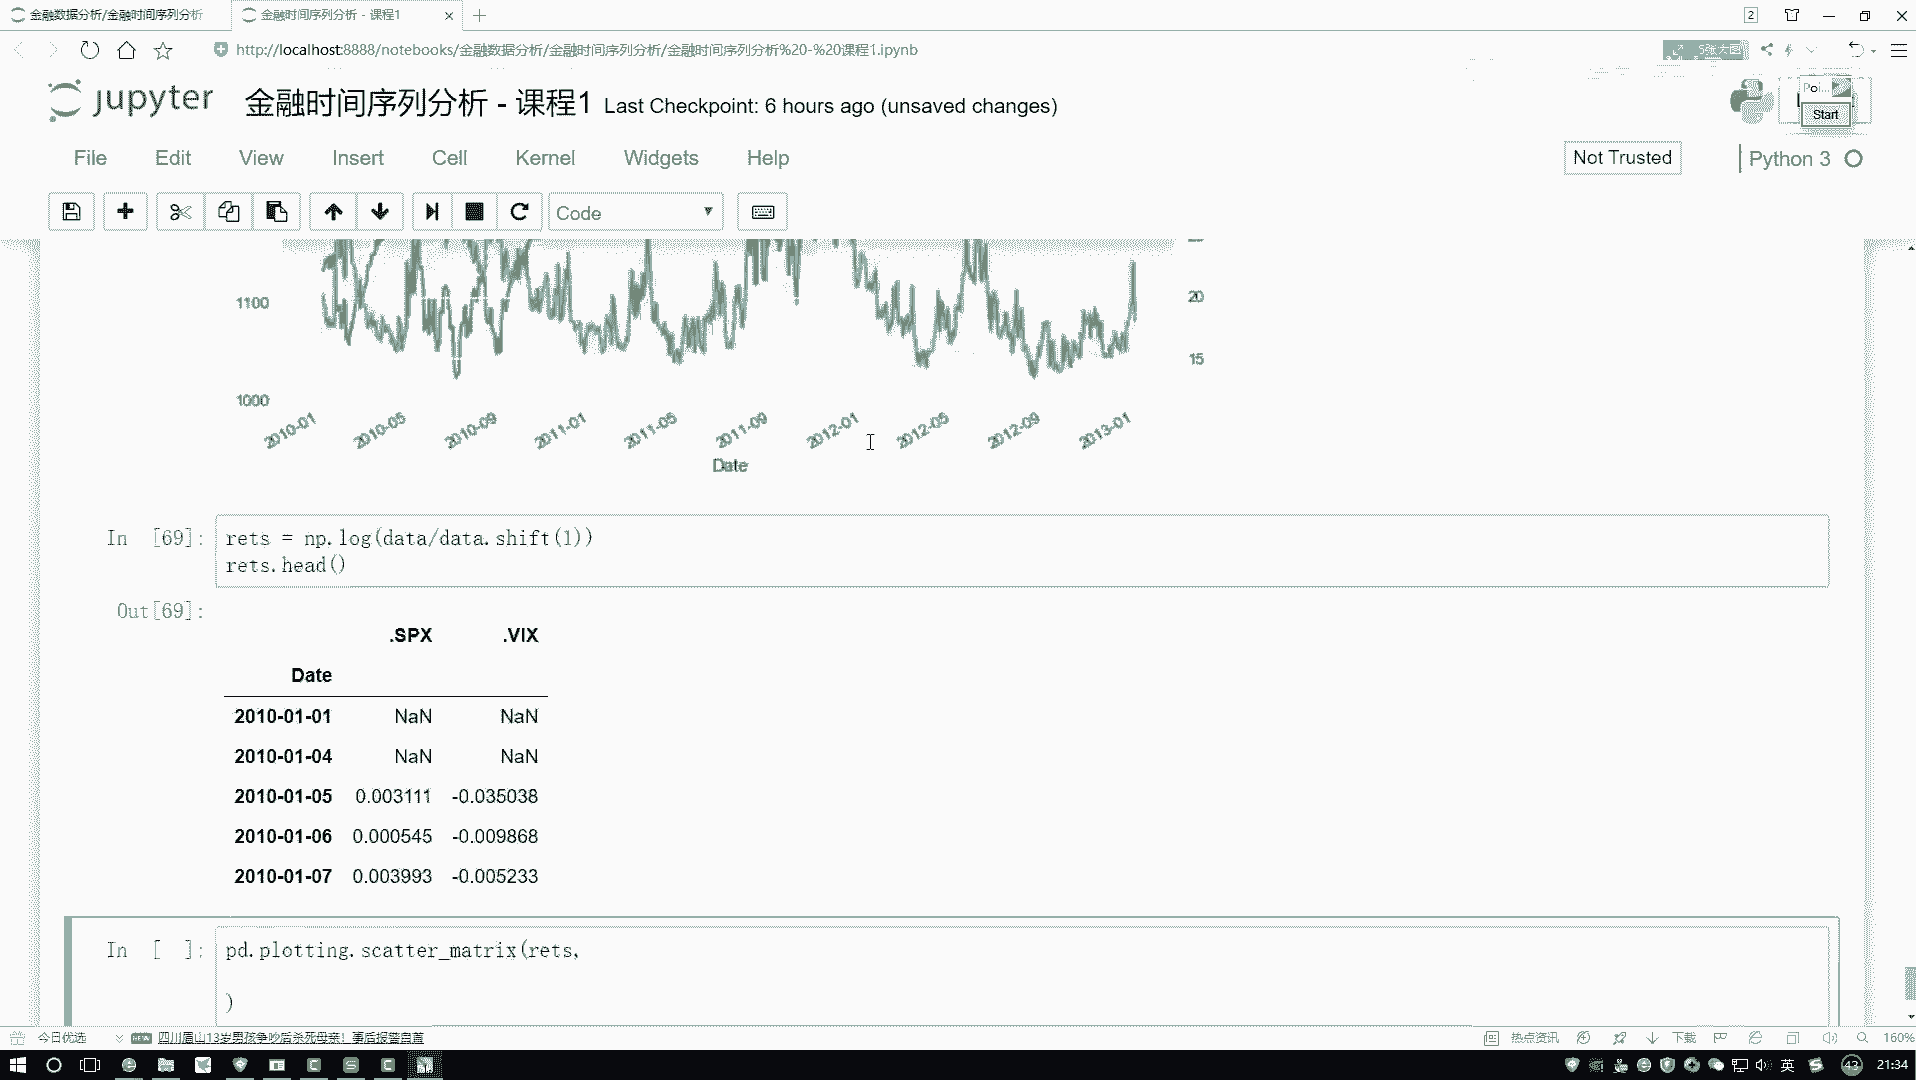 金融数据分析/金融时间序列分析
金融时间序列分析 - 课程1
2
http://localhost:8888/notebooks/金融数据分析/金融时间序列分析/金融时间序列分析%20-%20课程1.ipynb
5张大图
jupyter 金融时间序列分析 - 课程1 Last Checkpoint: 6 hours ago (unsaved changes)
Poi...
Start
File Edit View Insert Cell Kernel Widgets Help
Not Trusted
Python 3
Code
1100
1000
20
15
2010-01 2010-05 2010-09 2011-01 2011-05 2011-09 2012-01 2012-05 2012-09 2013-01
Date
In [69]: rets = np.log(data/data.shift(1))
rets.head()
Out[69]:
.SPX .VIX
Date
2010-01-01 NaN NaN
2010-01-04 NaN NaN
2010-01-05 0.003111 -0.035038
2010-01-06 0.000545 -0.009868
2010-01-07 0.003993 -0.005233
In [ ]: pd.plotting.scatter_matrix(rets,
)
今日优选
NEW
四川眉山13岁男孩争吵后杀死母亲！事后报警自首
热点资讯
下载
160%
英
43
21:34